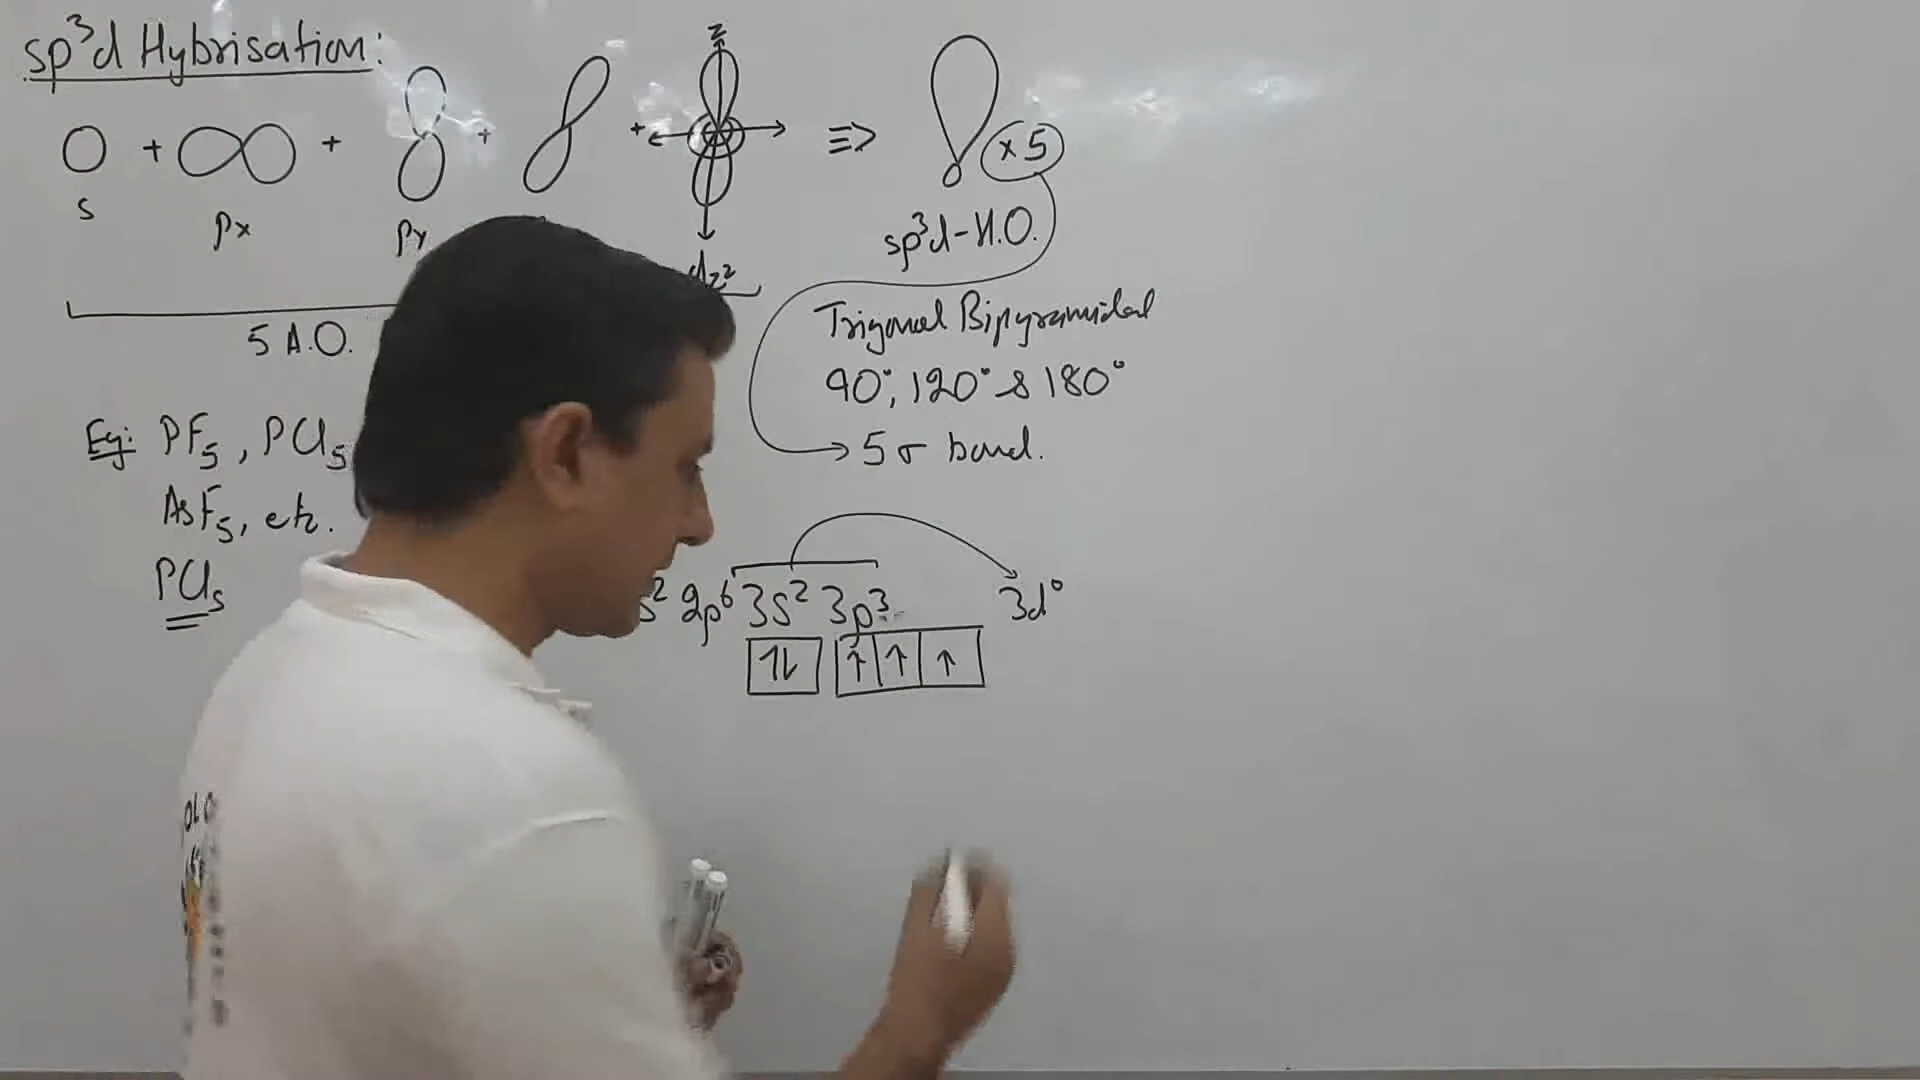 sp³d Hybrisation:
z
s + px + py + + dz² ≡> x 5
sp³d-H.O.
5 A.O.
Trigonal Bipyramidal
90°, 120° & 180°
→ 5 σ bond.
Eg: PF₅, PCl₅
AsF₅, etc.
PCl₅
s² 2p⁶ 3s² 3p³ 3d⁰
↑↓ ↑ ↑ ↑